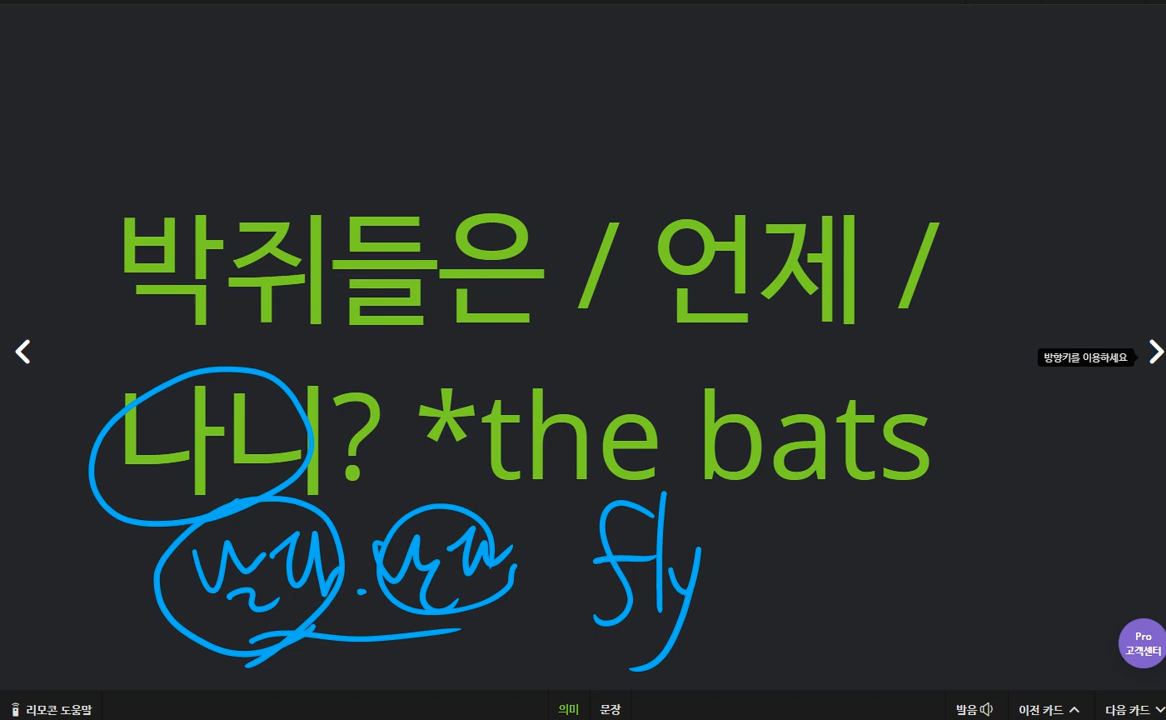 박쥐들은 / 언제 /
방향키를 이용하세요
나니? *the bats
fly
Pro
고객센터
리모콘 도움말
의미
문장
발음
이전 카드
다음 카드